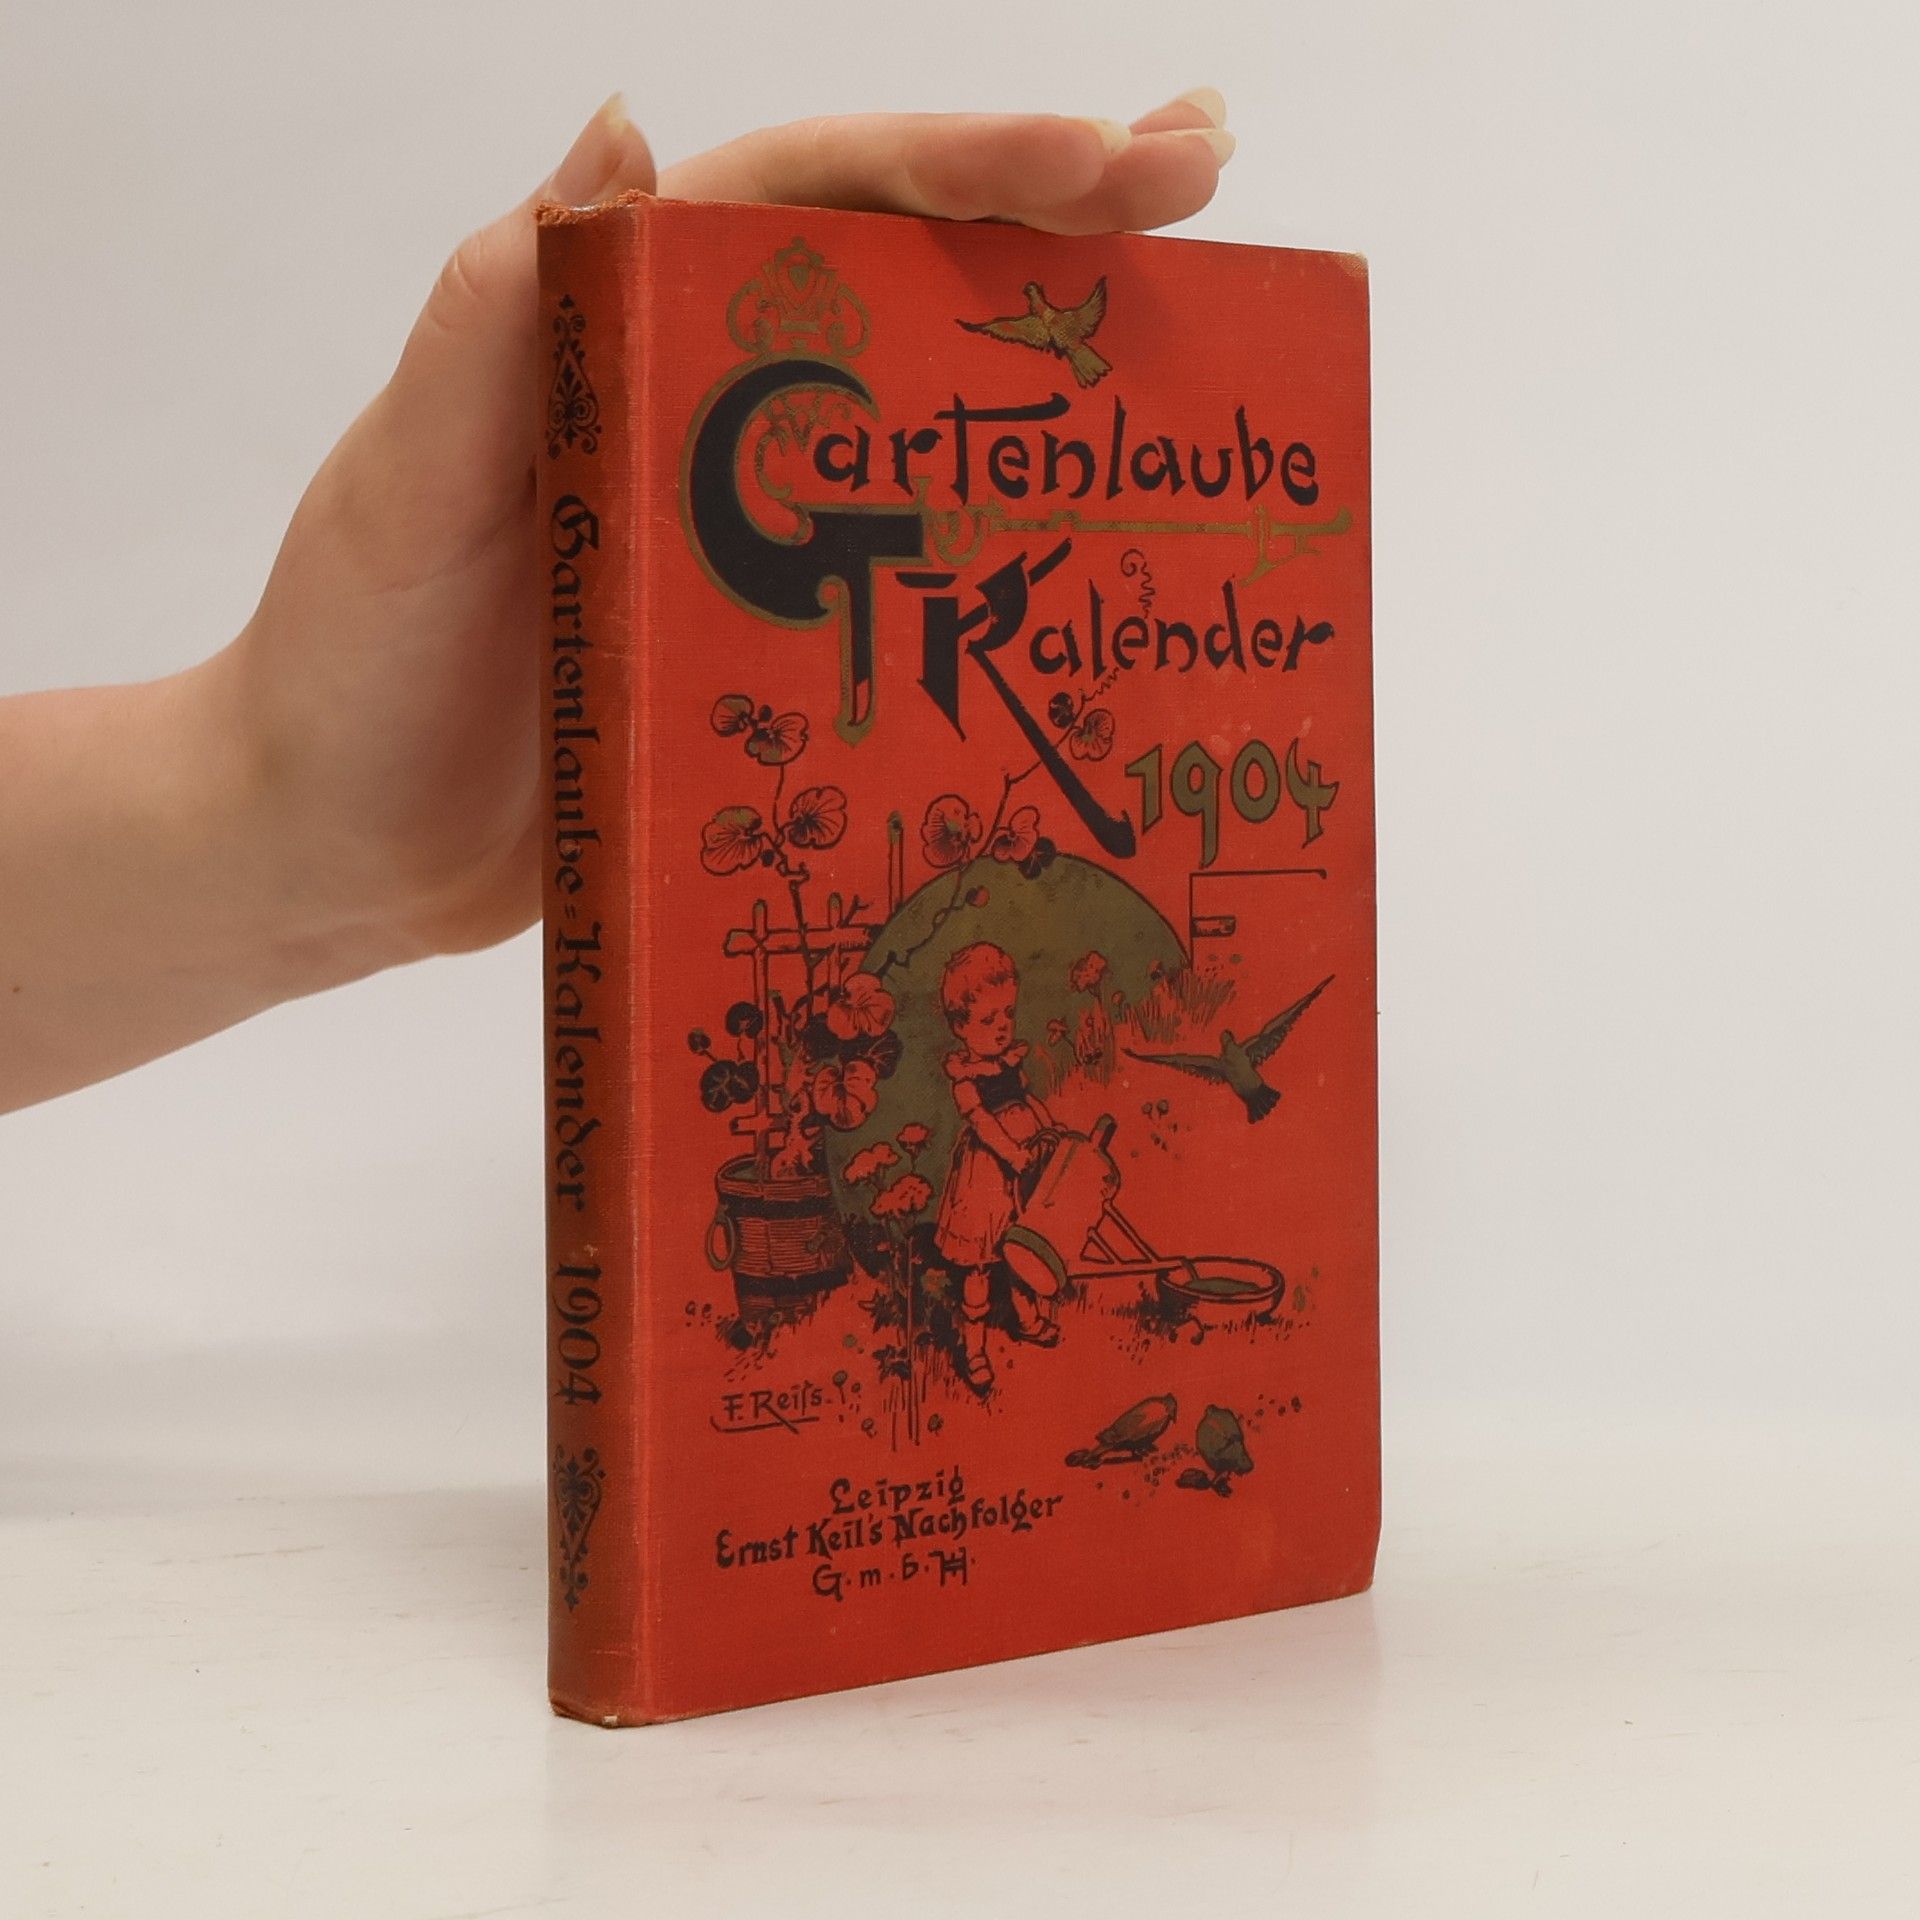 Gartenlaube=Kalender 1904
Gartenlaube
Kalender
1904
F. Reiss.
Leipzig
Ernst Keil's Nachfolger
G.m.b.H.